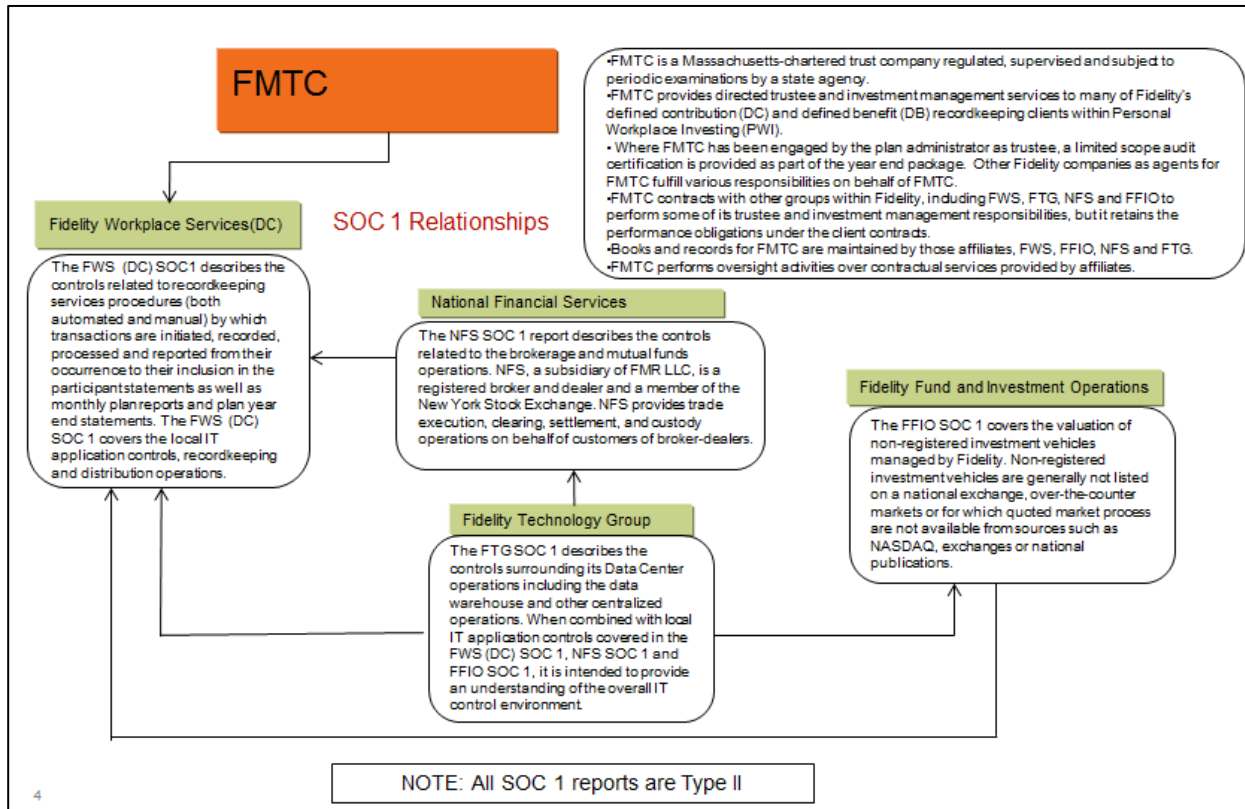 FMTC
•FMTC is a Massachusetts-chartered trust company regulated, supervised and subject to
periodic examinations by a state agency.
•FMTC provides directed trustee and investment management services to many of Fidelity's
defined contribution (DC) and defined benefit (DB) recordkeeping clients within Personal
Workplace Investing (PWI).
• Where FMTC has been engaged by the plan administrator as trustee, a limited scope audit
certification is provided as part of the year end package. Other Fidelity companies as agents for
FMTC fulfill various responsibilities on behalf of FMTC.
•FMTC contracts with other groups within Fidelity, including FWS, FTG, NFS and FFIO to
perform some of its trustee and investment management responsibilities, but it retains the
performance obligations under the client contracts.
•Books and records for FMTC are maintained by those affiliates, FWS, FFIO, NFS and FTG.
•FMTC performs oversight activities over contractual services provided by affiliates.
SOC 1 Relationships
Fidelity Workplace Services(DC)
The FWS (DC) SOC1 describes the
controls related to recordkeeping
services procedures (both
automated and manual) by which
transactions are initiated, recorded,
processed and reported from their
occurrence to their inclusion in the
participant statements as well as
monthly plan reports and plan year
end statements. The FWS (DC)
SOC 1 covers the local IT
application controls, recordkeeping
and distribution operations.
National Financial Services
The NFS SOC 1 report describes the controls
related to the brokerage and mutual funds
operations. NFS, a subsidiary of FMR LLC, is a
registered broker and dealer and a member of the
New York Stock Exchange. NFS provides trade
execution, clearing, settlement, and custody
operations on behalf of customers of broker-dealers.
Fidelity Fund and Investment Operations
The FFIO SOC 1 covers the valuation of
non-registered investment vehicles
managed by Fidelity. Non-registered
investment vehicles are generally not listed
on a national exchange, over-the-counter
markets or for which quoted market process
are not available from sources such as
NASDAQ, exchanges or national
publications.
Fidelity Technology Group
The FTG SOC 1 describes the
controls surrounding its Data Center
operations including the data
warehouse and other centralized
operations. When combined with local
IT application controls covered in the
FWS (DC) SOC 1, NFS SOC 1 and
FFIO SOC 1, it is intended to provide
an understanding of the overall IT
control environment.
NOTE: All SOC 1 reports are Type II
4